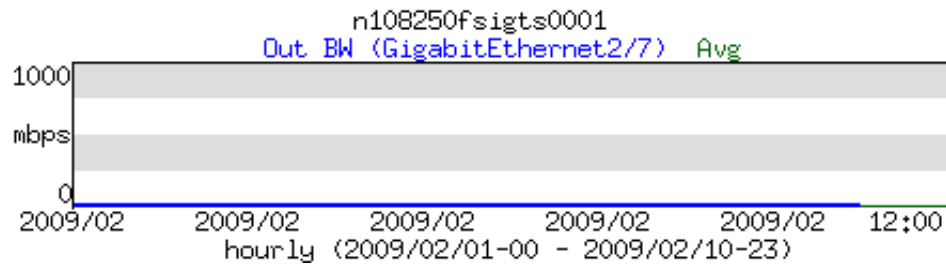 n108250fsigts0001
Out BW (GigabitEthernet2/7) Avg
1000
mbps
0
2009/02 2009/02 2009/02 2009/02 2009/02 12:00
hourly (2009/02/01-00 - 2009/02/10-23)